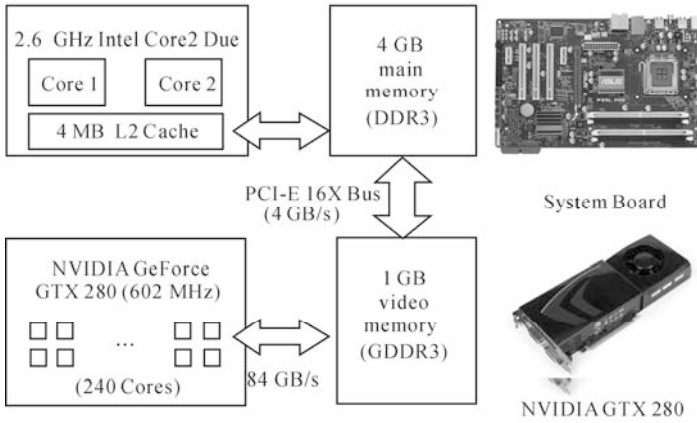 2.6 GHz Intel Core2 Due
Core 1
Core 2
4 MB L2 Cache
4 GB
main
memory
(DDR3)
PCI-E 16X Bus
(4 GB/s)
System Board
NVIDIA GeForce
GTX 280 (602 MHz)
...
(240 Cores)
84 GB/s
1 GB
video
memory
(GDDR3)
NVIDIA GTX 280